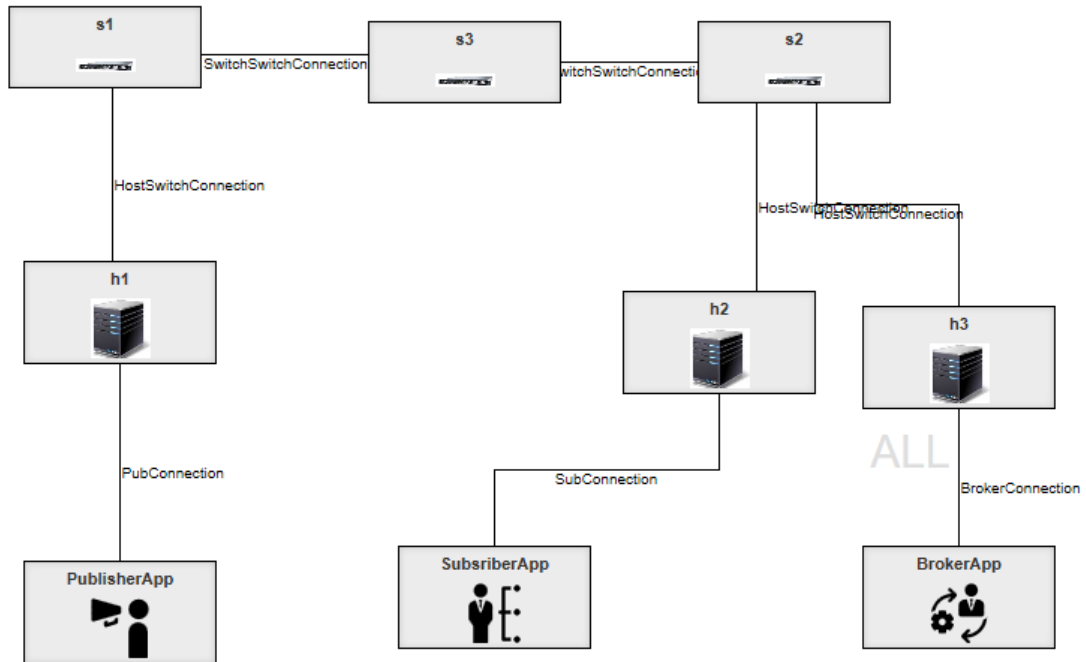 s1
s3
s2
SwitchSwitchConnection
witchSwitchConnecti
HostSwitchConnection
HostSwitchConnection
HostSwitchConnection
h1
h2
h3
ALL
PubConnection
SubConnection
BrokerConnection
PublisherApp
SubsriberApp
BrokerApp